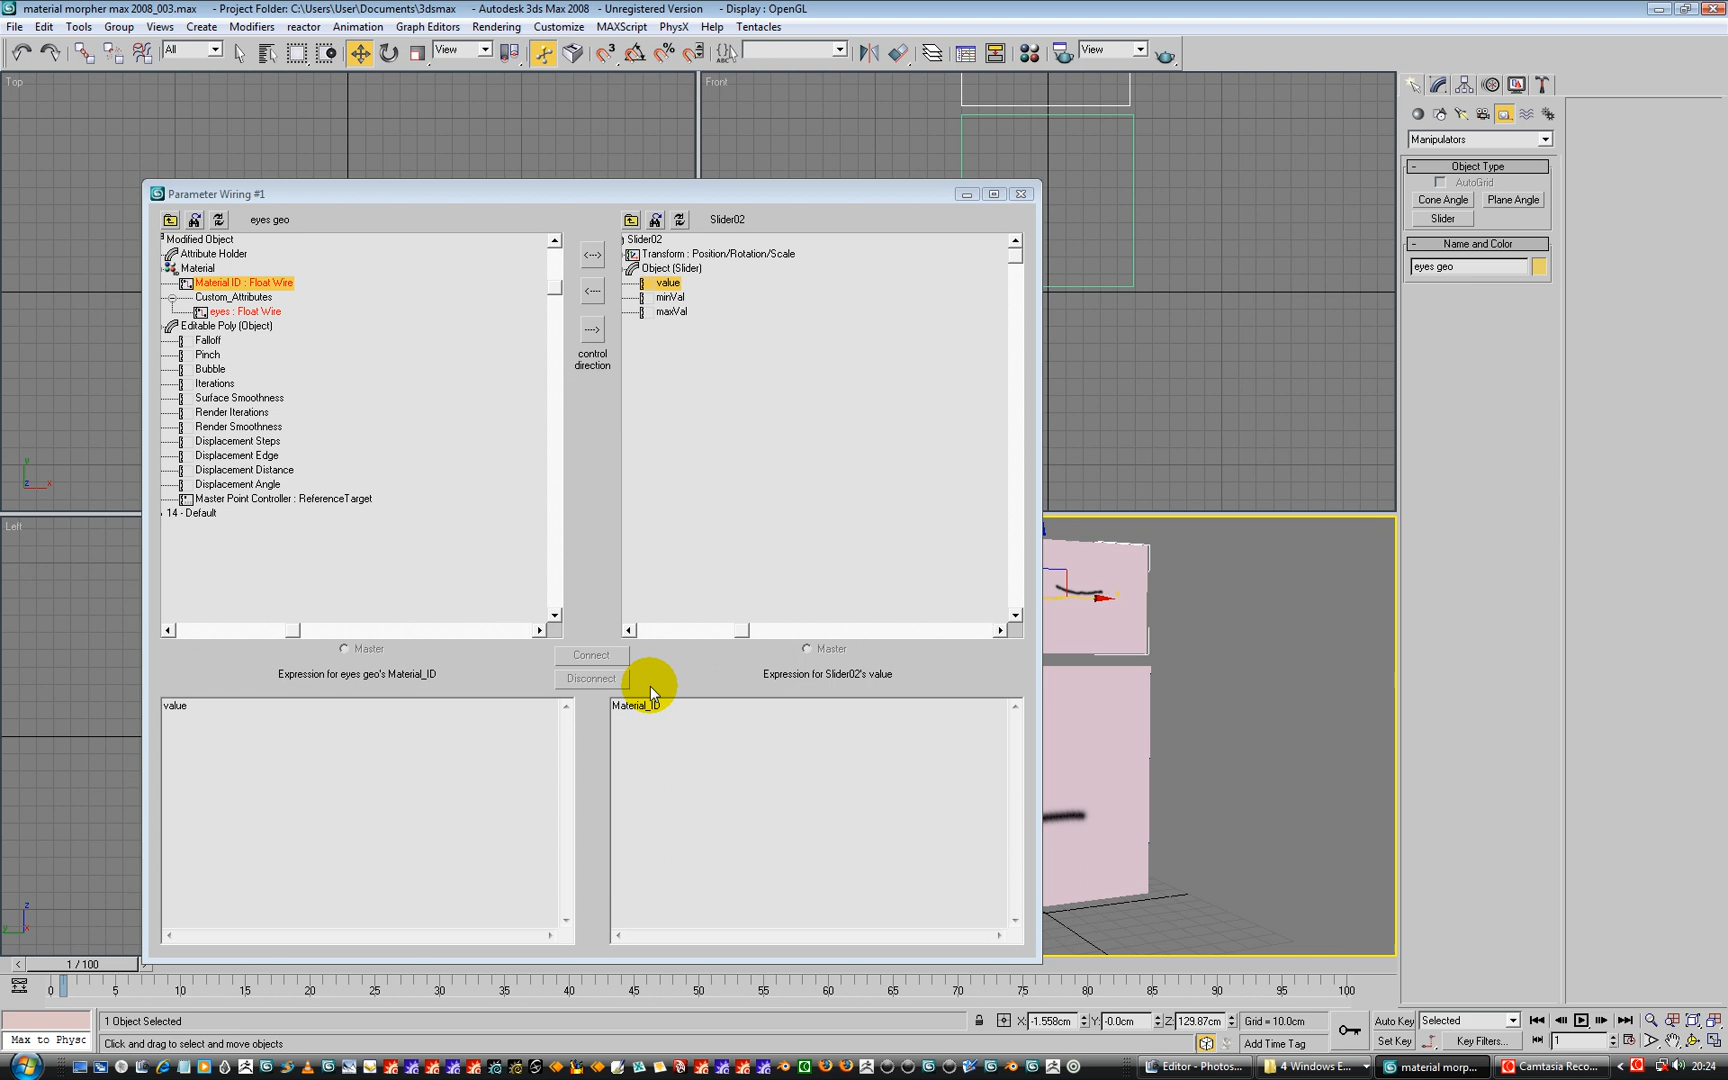 material morpher max 2008_003.max - Project Folder: C:\Users\User\Documents\3dsmax - Autodesk 3ds Max 2008 - Unregistered Version - Display : OpenGL
File Edit Tools Group Views Create Modifiers reactor Animation Graph Editors Rendering Customize MAXScript PhysX Help Tentacles
All View View
Top
Front
Manipulators
- Object Type
AutoGrid
Cone Angle Plane Angle
Slider
- Name and Color
eyes geo
Parameter Wiring #1
eyes geo Slider02
Modified Object
Attribute Holder
Material
Material ID : Float Wire
Custom_Attributes
eyes : Float Wire
Editable Poly (Object)
Falloff
Pinch
Bubble
Iterations
Surface Smoothness
Render Iterations
Render Smoothness
Displacement Steps
Displacement Edge
Displacement Distance
Displacement Angle
Master Point Controller : ReferenceTarget
14 - Default
<--->
<----
---->
control
direction
Slider02
Transform : Position/Rotation/Scale
Object (Slider)
value
minVal
maxVal
Master Connect Master
Expression for eyes geo's Material_ID Disconnect Expression for Slider02's value
value
Material_ID
Left
1 / 100
0 5 10 15 20 25 30 35 40 45 50 55 60 65 70 75 80 85 90 95 100
1 Object Selected X: -1.558cm Y: -0.0cm Z: 129.87cm Grid = 10.0cm Auto Key Selected
Max to Physc Click and drag to select and move objects Add Time Tag Set Key Key Filters... 1
Editor - Photos... 4 Windows E... material morp... Camtasia Reco... 20:24